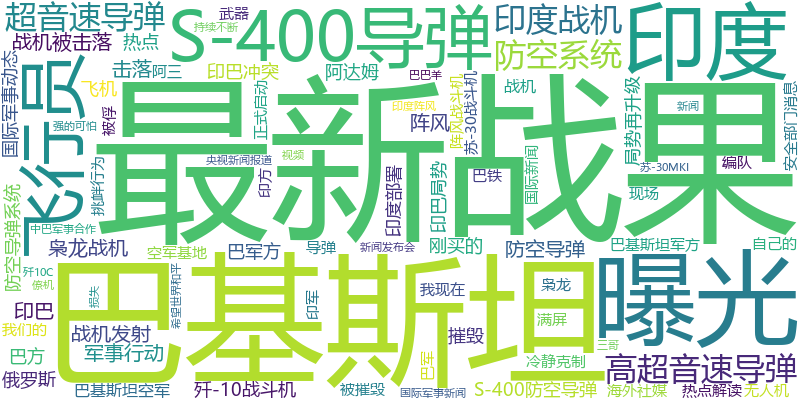 超音速导弹
持续不断
武器
S-400导弹
印度战机
印度
国际军事动态
战机被击落
热点
防空系统
击落
阿三
印巴冲突
阿达姆
巴巴羊
飞行员
飞机
最新战果
被俘
正式启动
印度阵风
阵风
阵风战斗机
苏-30战斗机
战机
局势再升级
新闻
安全部门消息
强的可怕
挑衅行为
央视新闻报道
视频
国际新闻
苏-30MKI
编队
印方
印度部署
印巴局势
巴铁
现场
防空导弹系统
中巴军事合作
枭龙战机
空军基地
巴军方
导弹
新闻发布会
刚买的
防空导弹
巴基斯坦军方
自己的
歼10C
僚机
损失
希望世界和平
巴基斯坦
曝光
印巴
印军
我现在
枭龙
我们的
战机发射
摧毁
满屏
三哥
巴方
军事行动
巴军
冷静克制
高超音速导弹
俄罗斯
巴基斯坦空军
歼-10战斗机
被摧毁
国际军事新闻
S-400防空导弹
海外社媒
热点解读
无人机